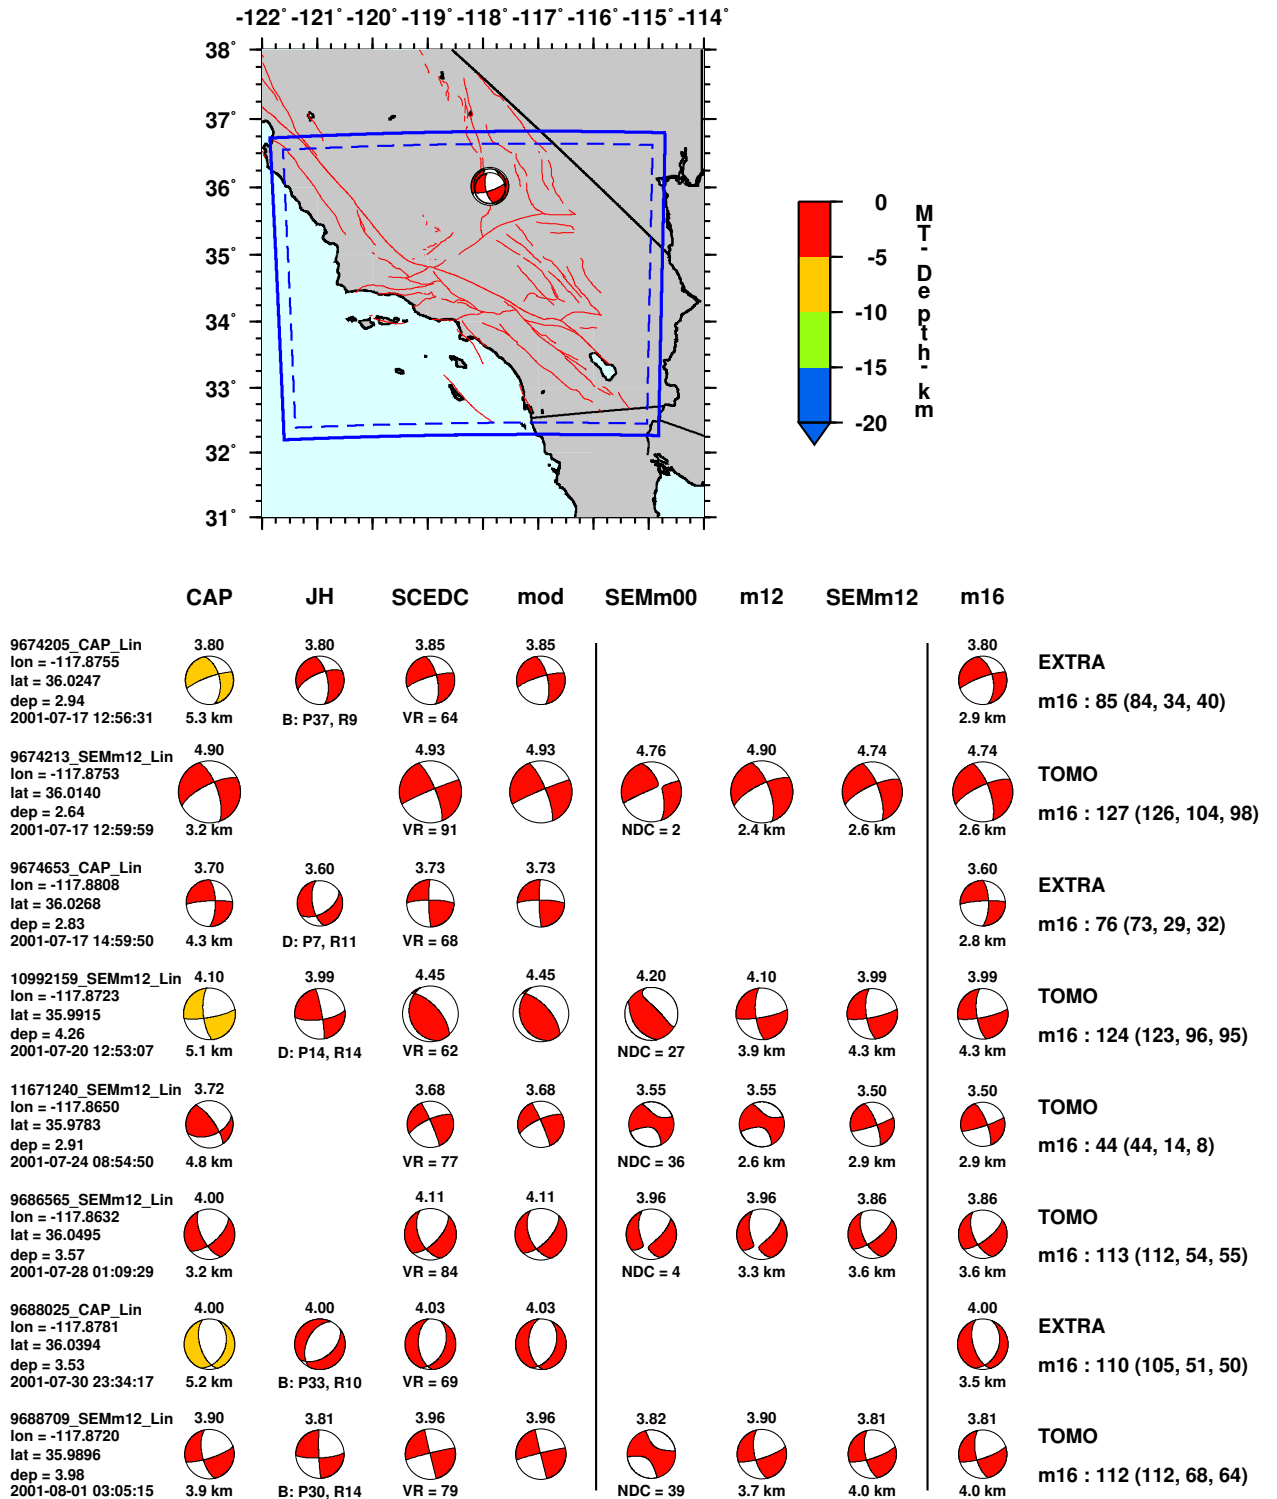 -122° -121° -120° -119° -118° -117° -116° -115° -114°
38°
37°
36°
35°
34°
33°
32°
31°
0
-5
-10
-15
-20
MT-Depth-km
CAP JH SCEDC mod SEMm00 m12 SEMm12 m16
9674205_CAP_Lin 3.80 3.80 3.85 3.85 3.80
lon = -117.8755 EXTRA
lat = 36.0247
dep = 2.94 m16 : 85 (84, 34, 40)
2001-07-17 12:56:31 5.3 km B: P37, R9 VR = 64 2.9 km
9674213_SEMm12_Lin 4.90 4.93 4.93 4.76 4.90 4.74 4.74
lon = -117.8753 TOMO
lat = 36.0140
dep = 2.64 m16 : 127 (126, 104, 98)
2001-07-17 12:59:59 3.2 km VR = 91 NDC = 2 2.4 km 2.6 km 2.6 km
9674653_CAP_Lin 3.70 3.60 3.73 3.73 3.60
lon = -117.8808 EXTRA
lat = 36.0268
dep = 2.83 m16 : 76 (73, 29, 32)
2001-07-17 14:59:50 4.3 km D: P7, R11 VR = 68 2.8 km
10992159_SEMm12_Lin 4.10 3.99 4.45 4.45 4.20 4.10 3.99 3.99
lon = -117.8723 TOMO
lat = 35.9915
dep = 4.26 m16 : 124 (123, 96, 95)
2001-07-20 12:53:07 5.1 km D: P14, R14 VR = 62 NDC = 27 3.9 km 4.3 km 4.3 km
11671240_SEMm12_Lin 3.72 3.68 3.68 3.55 3.55 3.50 3.50
lon = -117.8650 TOMO
lat = 35.9783
dep = 2.91 m16 : 44 (44, 14, 8)
2001-07-24 08:54:50 4.8 km VR = 77 NDC = 36 2.6 km 2.9 km 2.9 km
9686565_SEMm12_Lin 4.00 4.11 4.11 3.96 3.96 3.86 3.86
lon = -117.8632 TOMO
lat = 36.0495
dep = 3.57 m16 : 113 (112, 54, 55)
2001-07-28 01:09:29 3.2 km VR = 84 NDC = 4 3.3 km 3.6 km 3.6 km
9688025_CAP_Lin 4.00 4.00 4.03 4.03 4.00
lon = -117.8781 EXTRA
lat = 36.0394
dep = 3.53 m16 : 110 (105, 51, 50)
2001-07-30 23:34:17 5.2 km B: P33, R10 VR = 69 3.5 km
9688709_SEMm12_Lin 3.90 3.81 3.96 3.96 3.82 3.90 3.81 3.81
lon = -117.8720 TOMO
lat = 35.9896
dep = 3.98 m16 : 112 (112, 68, 64)
2001-08-01 03:05:15 3.9 km B: P30, R14 VR = 79 NDC = 39 3.7 km 4.0 km 4.0 km